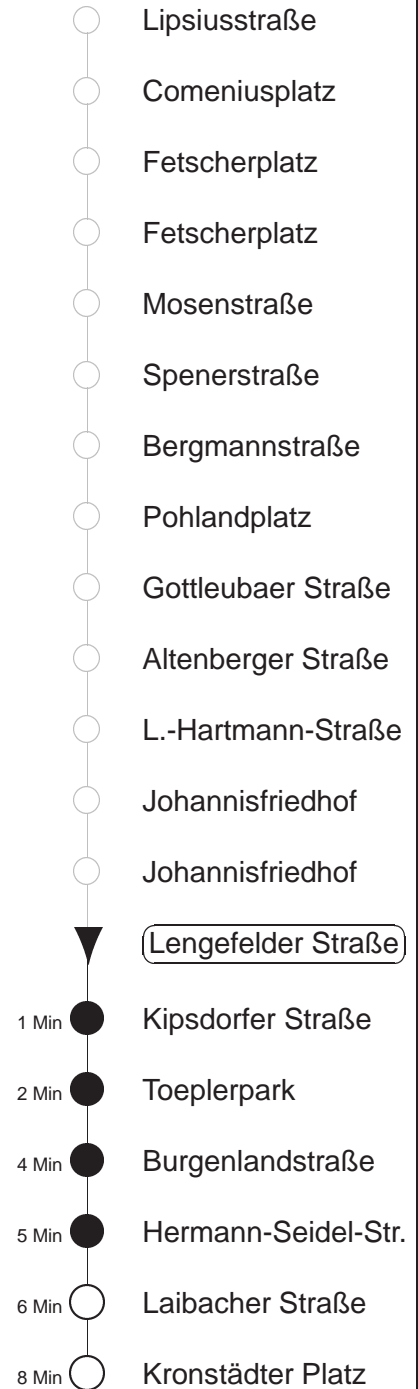 Lipsiusstraße
Comeniusplatz
Fetscherplatz
Fetscherplatz
Mosenstraße
Spenerstraße
Bergmannstraße
Pohlandplatz
Gottleubaer Straße
Altenberger Straße
L.-Hartmann-Straße
Johannisfriedhof
Johannisfriedhof
Lengefelder Straße
1 Min Kipsdorfer Straße
2 Min Toeplerpark
4 Min Burgenlandstraße
5 Min Hermann-Seidel-Str.
6 Min Laibacher Straße
8 Min Kronstädter Platz